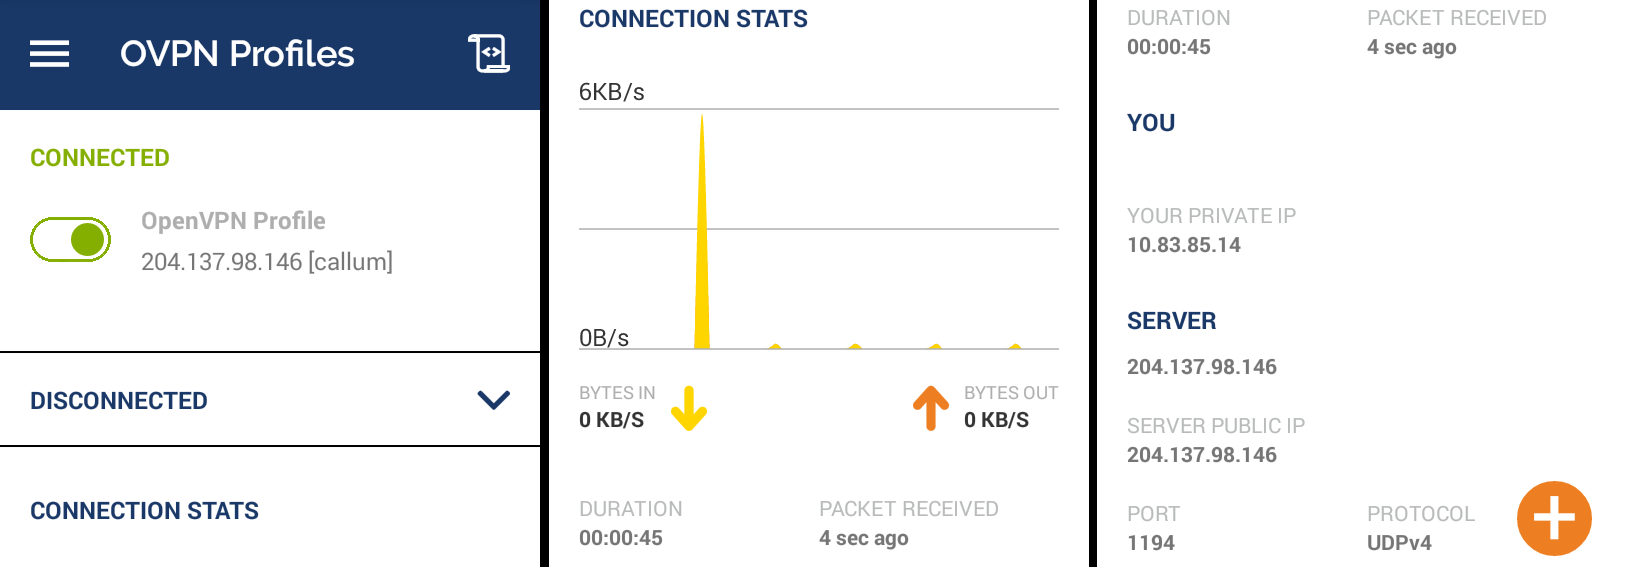 OVPN Profiles
CONNECTED
OpenVPN Profile
204.137.98.146 [callum]
DISCONNECTED
CONNECTION STATS
CONNECTION STATS
6KB/s
0B/s
BYTES IN
0 KB/S
BYTES OUT
0 KB/S
DURATION
00:00:45
PACKET RECEIVED
4 sec ago
DURATION
00:00:45
PACKET RECEIVED
4 sec ago
YOU
YOUR PRIVATE IP
10.83.85.14
SERVER
204.137.98.146
SERVER PUBLIC IP
204.137.98.146
PORT
1194
PROTOCOL
UDPv4